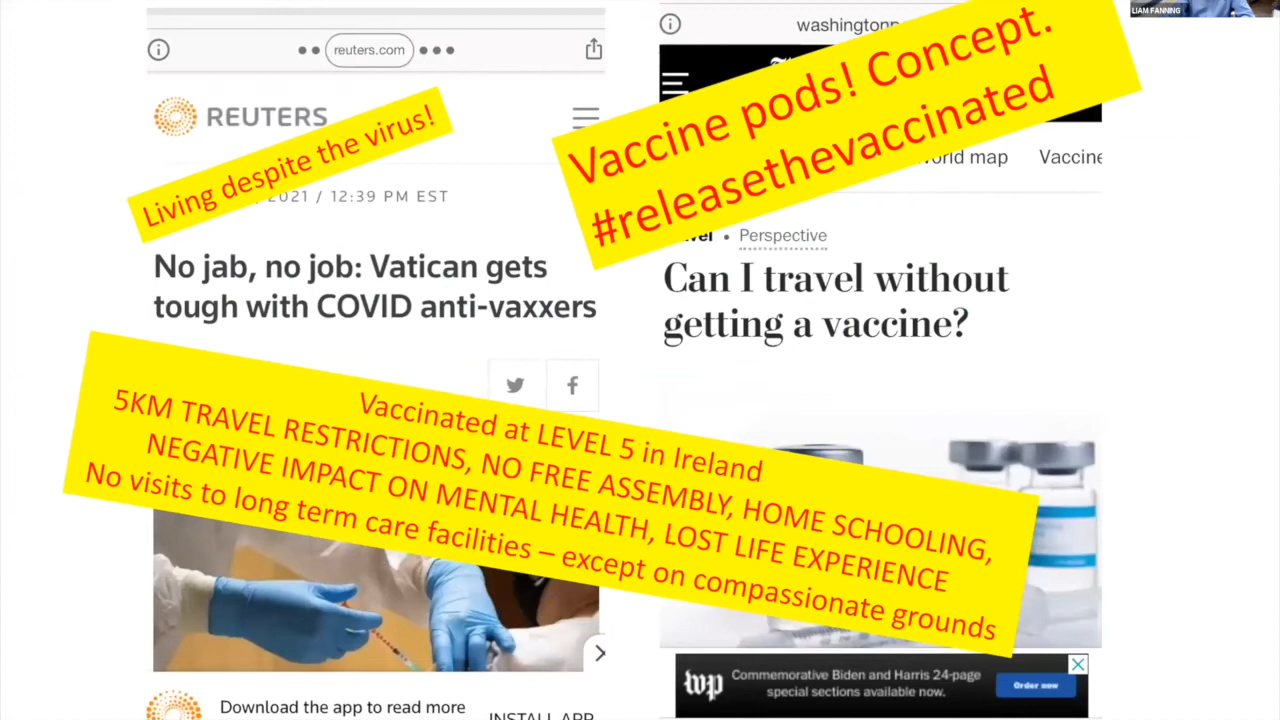 LIAM FANNING
reuters.com
REUTERS
Living despite the virus!
2021 / 12:39 PM EST
No jab, no job: Vatican gets
tough with COVID anti-vaxxers
Vaccine pods! Concept.
#releasethevaccinated
world map Vaccine
Perspective
Can I travel without
getting a vaccine?
Vaccinated at LEVEL 5 in Ireland
5KM TRAVEL RESTRICTIONS, NO FREE ASSEMBLY, HOME SCHOOLING,
NEGATIVE IMPACT ON MENTAL HEALTH, LOST LIFE EXPERIENCE
No visits to long term care facilities – except on compassionate grounds
wp
Commemorative Biden and Harris 24-page
special sections available now.
Order now
Download the app to read more
INSTALL APP